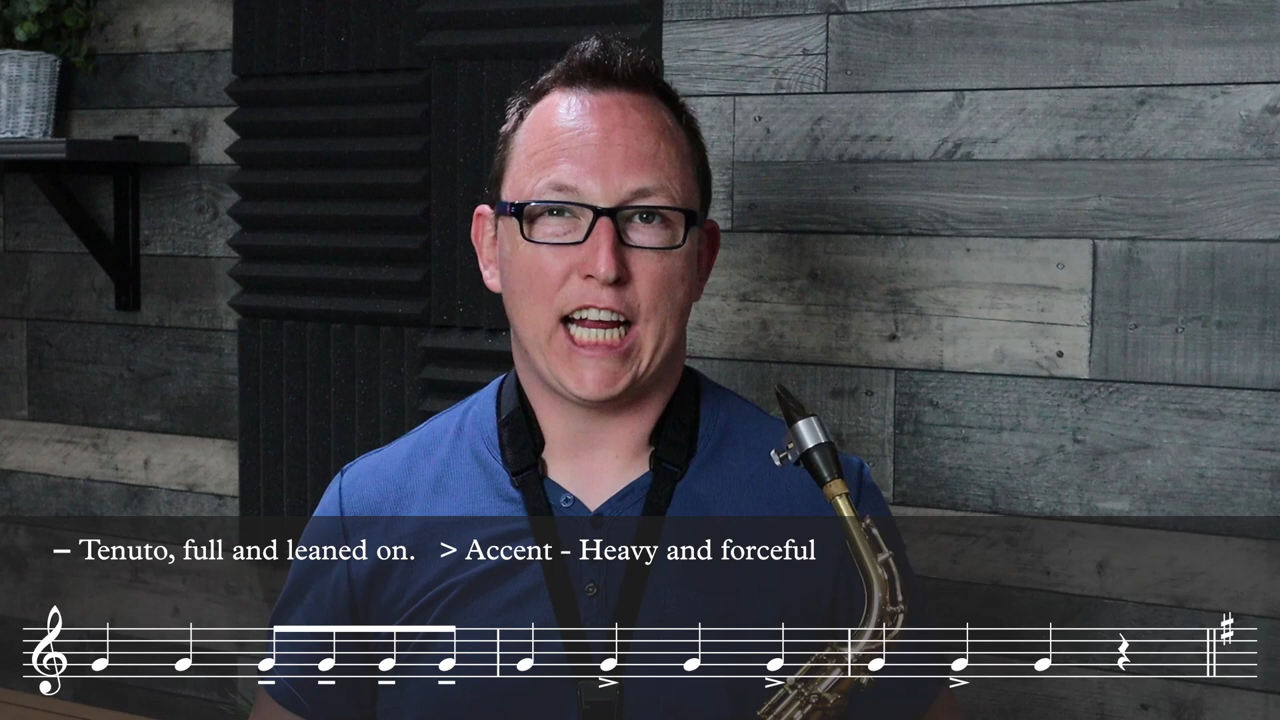 – Tenuto, full and leaned on. > Accent - Heavy and forceful